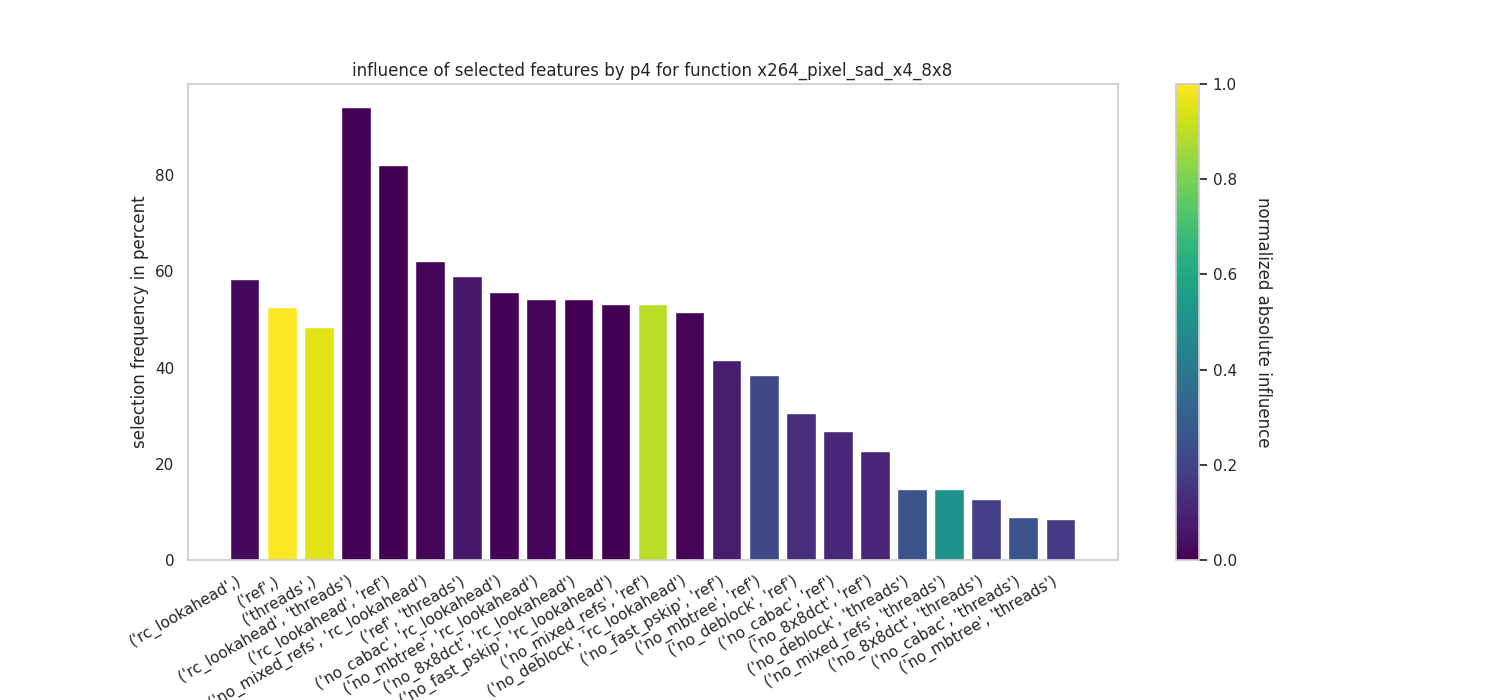 influence of selected features by p4 for function x264_pixel_sad_x4_8x8
selection frequency in percent
80
60
40
20
0
('rc_lookahead',)
('ref',)
('threads',)
('rc_lookahead', 'threads')
('rc_lookahead', 'ref')
('no_mixed_refs', 'rc_lookahead')
('ref', 'threads')
('no_cabac', 'rc_lookahead')
('no_mbtree', 'rc_lookahead')
('no_8x8dct', 'rc_lookahead')
('no_fast_pskip', 'rc_lookahead')
('no_mixed_refs', 'ref')
('no_deblock', 'rc_lookahead')
('no_fast_pskip', 'ref')
('no_mbtree', 'ref')
('no_deblock', 'ref')
('no_cabac', 'ref')
('no_8x8dct', 'ref')
('no_deblock', 'threads')
('no_mixed_refs', 'threads')
('no_8x8dct', 'threads')
('no_cabac', 'threads')
('no_mbtree', 'threads')
1.0
0.8
0.6
0.4
0.2
0.0
normalized absolute influence